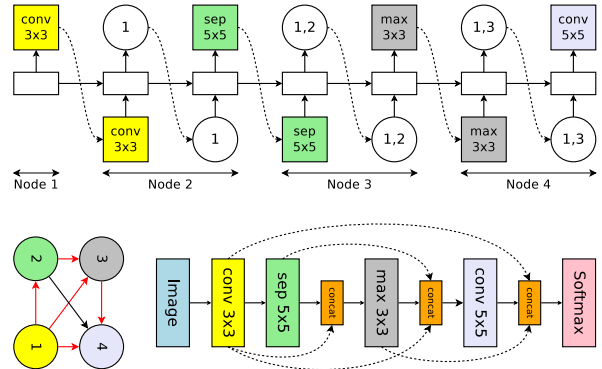 conv
3x3
1
sep
5x5
1,2
max
3x3
1,3
conv
5x5
conv
3x3
1
sep
5x5
1,2
max
3x3
1,3
Node 1
Node 2
Node 3
Node 4
2
3
1
4
Image
conv 3x3
sep 5x5
concat
max 3x3
concat
conv 5x5
concat
Softmax